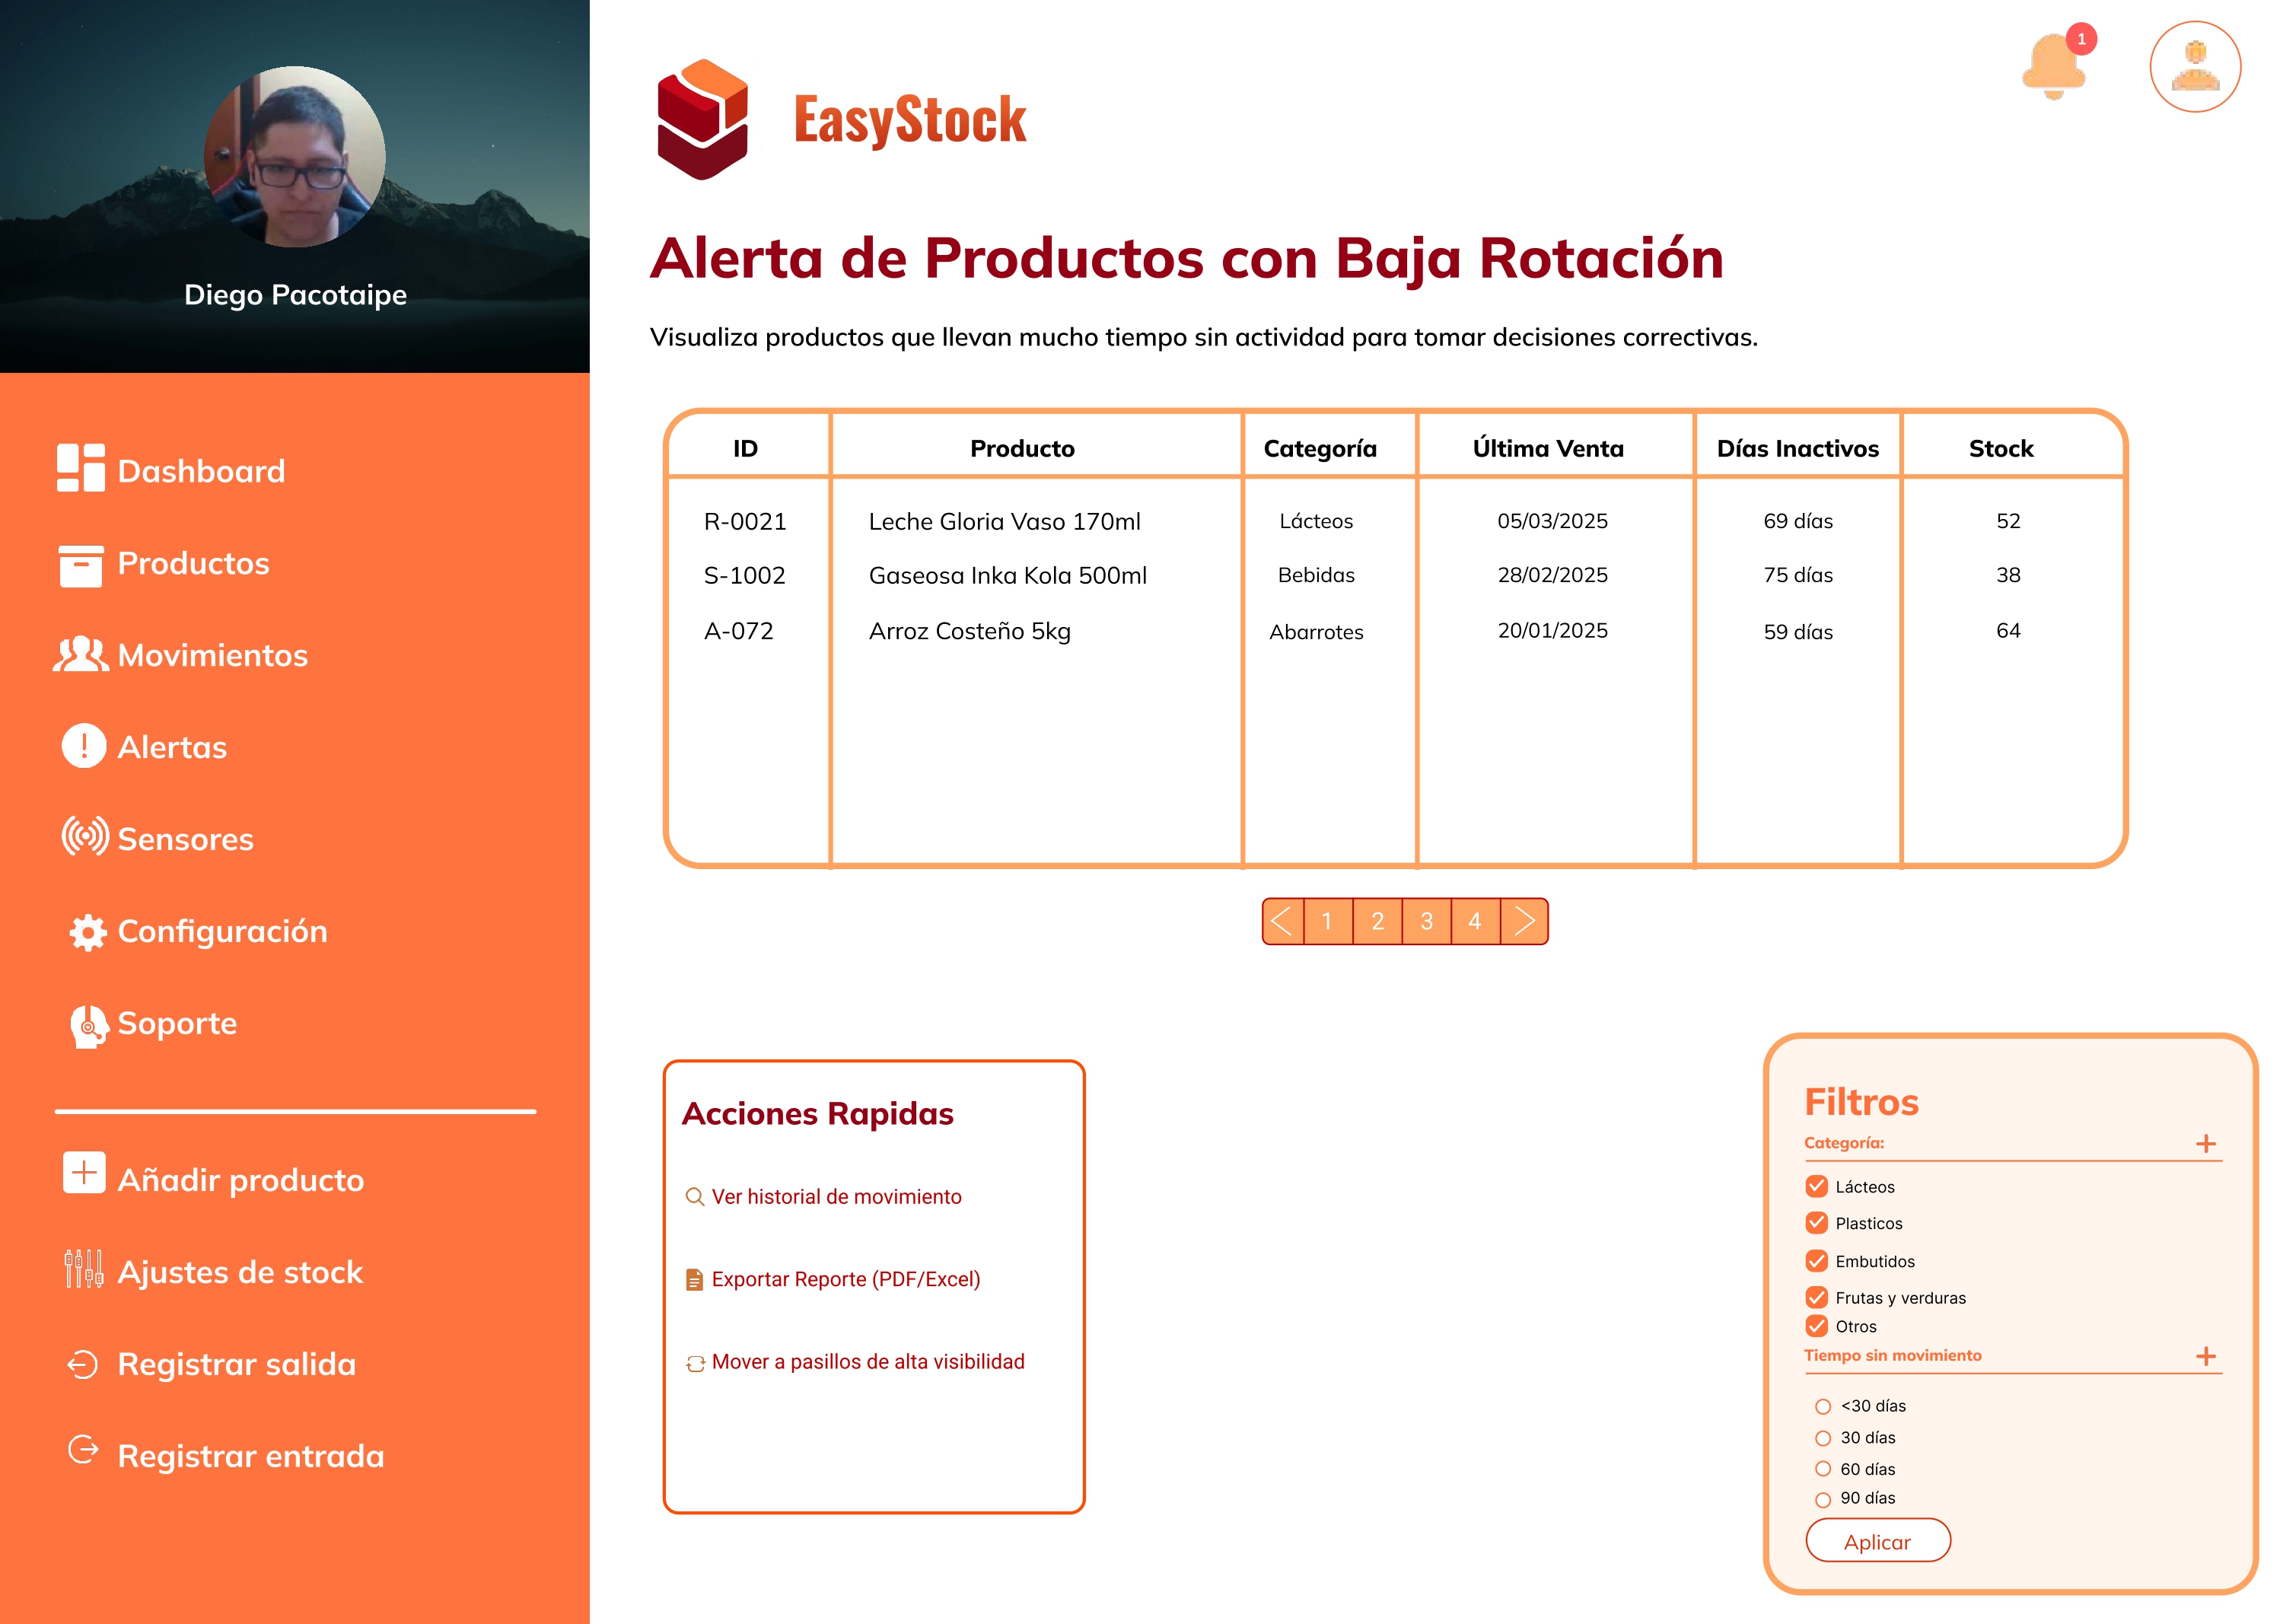 Diego Pacotaipe
Dashboard
Productos
Movimientos
Alertas
Sensores
Configuración
Soporte
Añadir producto
Ajustes de stock
Registrar salida
Registrar entrada
1
EasyStock
Alerta de Productos con Baja Rotación
Visualiza productos que llevan mucho tiempo sin actividad para tomar decisiones correctivas.
ID Producto Categoría Última Venta Días Inactivos Stock
R-0021 Leche Gloria Vaso 170ml Lácteos 05/03/2025 69 días 52
S-1002 Gaseosa Inka Kola 500ml Bebidas 28/02/2025 75 días 38
A-072 Arroz Costeño 5kg Abarrotes 20/01/2025 59 días 64
1 2 3 4
Acciones Rapidas
Ver historial de movimiento
Exportar Reporte (PDF/Excel)
Mover a pasillos de alta visibilidad
Filtros
Categoría:
Lácteos
Plasticos
Embutidos
Frutas y verduras
Otros
Tiempo sin movimiento
<30 días
30 días
60 días
90 días
Aplicar